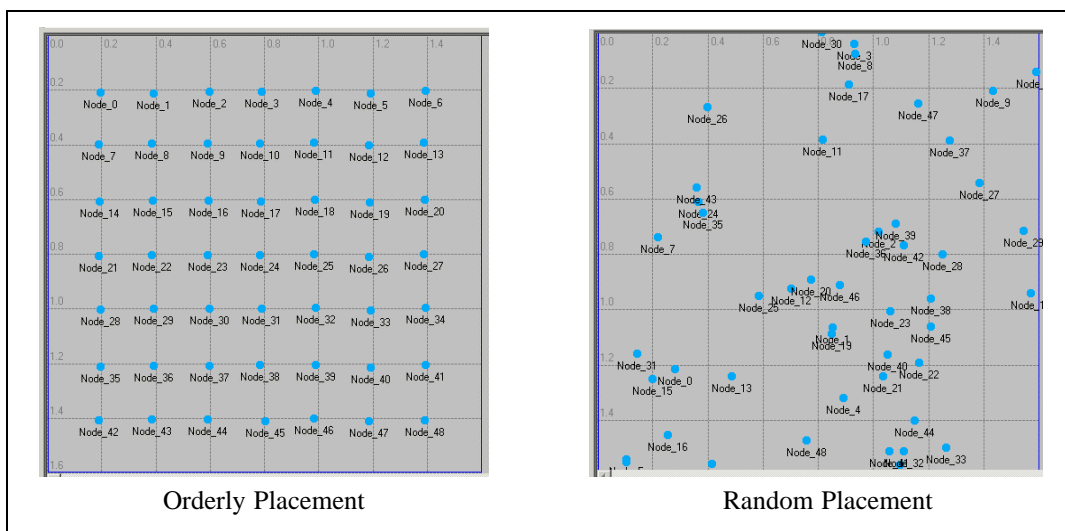 0.0 0.2 0.4 0.6 0.8 1.0 1.2 1.4
0.2
Node_0 Node_1 Node_2 Node_3 Node_4 Node_5 Node_6
0.4
Node_7 Node_8 Node_9 Node_10 Node_11 Node_12 Node_13
0.6
Node_14 Node_15 Node_16 Node_17 Node_18 Node_19 Node_20
0.8
Node_21 Node_22 Node_23 Node_24 Node_25 Node_26 Node_27
1.0
Node_28 Node_29 Node_30 Node_31 Node_32 Node_33 Node_34
1.2
Node_35 Node_36 Node_37 Node_38 Node_39 Node_40 Node_41
1.4
Node_42 Node_43 Node_44 Node_45 Node_46 Node_47 Node_48
1.6
Orderly Placement
0.0 0.2 0.4 0.6 1.0 1.2 1.4
Node_30
Node_3
Node_8
0.2
Node_17
Node_9
Node_47
Node_26
0.4
Node_11 Node_37
Node_27
0.6
Node_43
Node_24
Node_35
Node_39
Node_29
0.8
Node_7
Node_2
Node_36 Node_42
Node_28
Node_20
Node_46
Node_12
1.0
Node_25
Node_38
Node_23
Node_1
Node_45
Node_19
1.2
Node_31
Node_40
Node_22
Node_0
Node_15 Node_13 Node_21
Node_4
1.4
Node_44
Node_16
Node_48
Node_33
Node_32
Random Placement